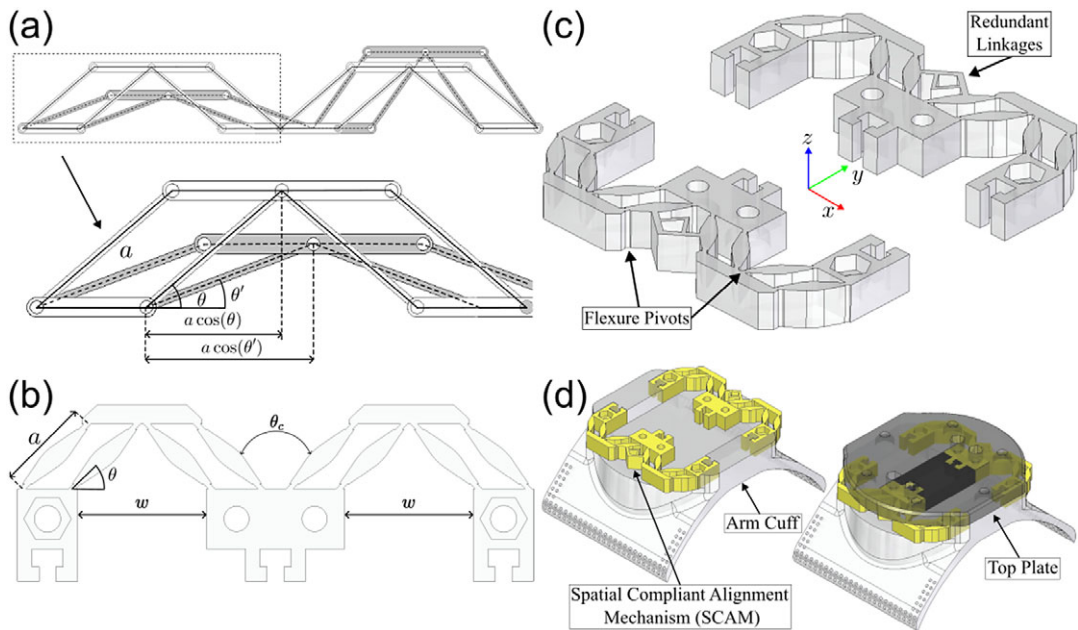 (a)
a
θ
θ′
a cos(θ)
a cos(θ′)
(b)
a
θ
θc
w
w
(c)
Redundant
Linkages
z
y
x
Flexure Pivots
(d)
Arm Cuff
Spatial Compliant Alignment
Mechanism (SCAM)
Top Plate